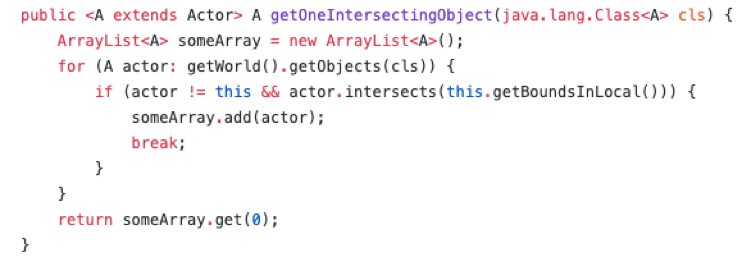 public <A extends Actor> A getOneIntersectingObject(java.lang.Class<A> cls) {
    ArrayList<A> someArray = new ArrayList<A>();
    for (A actor: getWorld().getObjects(cls)) {
        if (actor != this && actor.intersects(this.getBoundsInLocal())) {
            someArray.add(actor);
            break;
        }
    }
    return someArray.get(0);
}